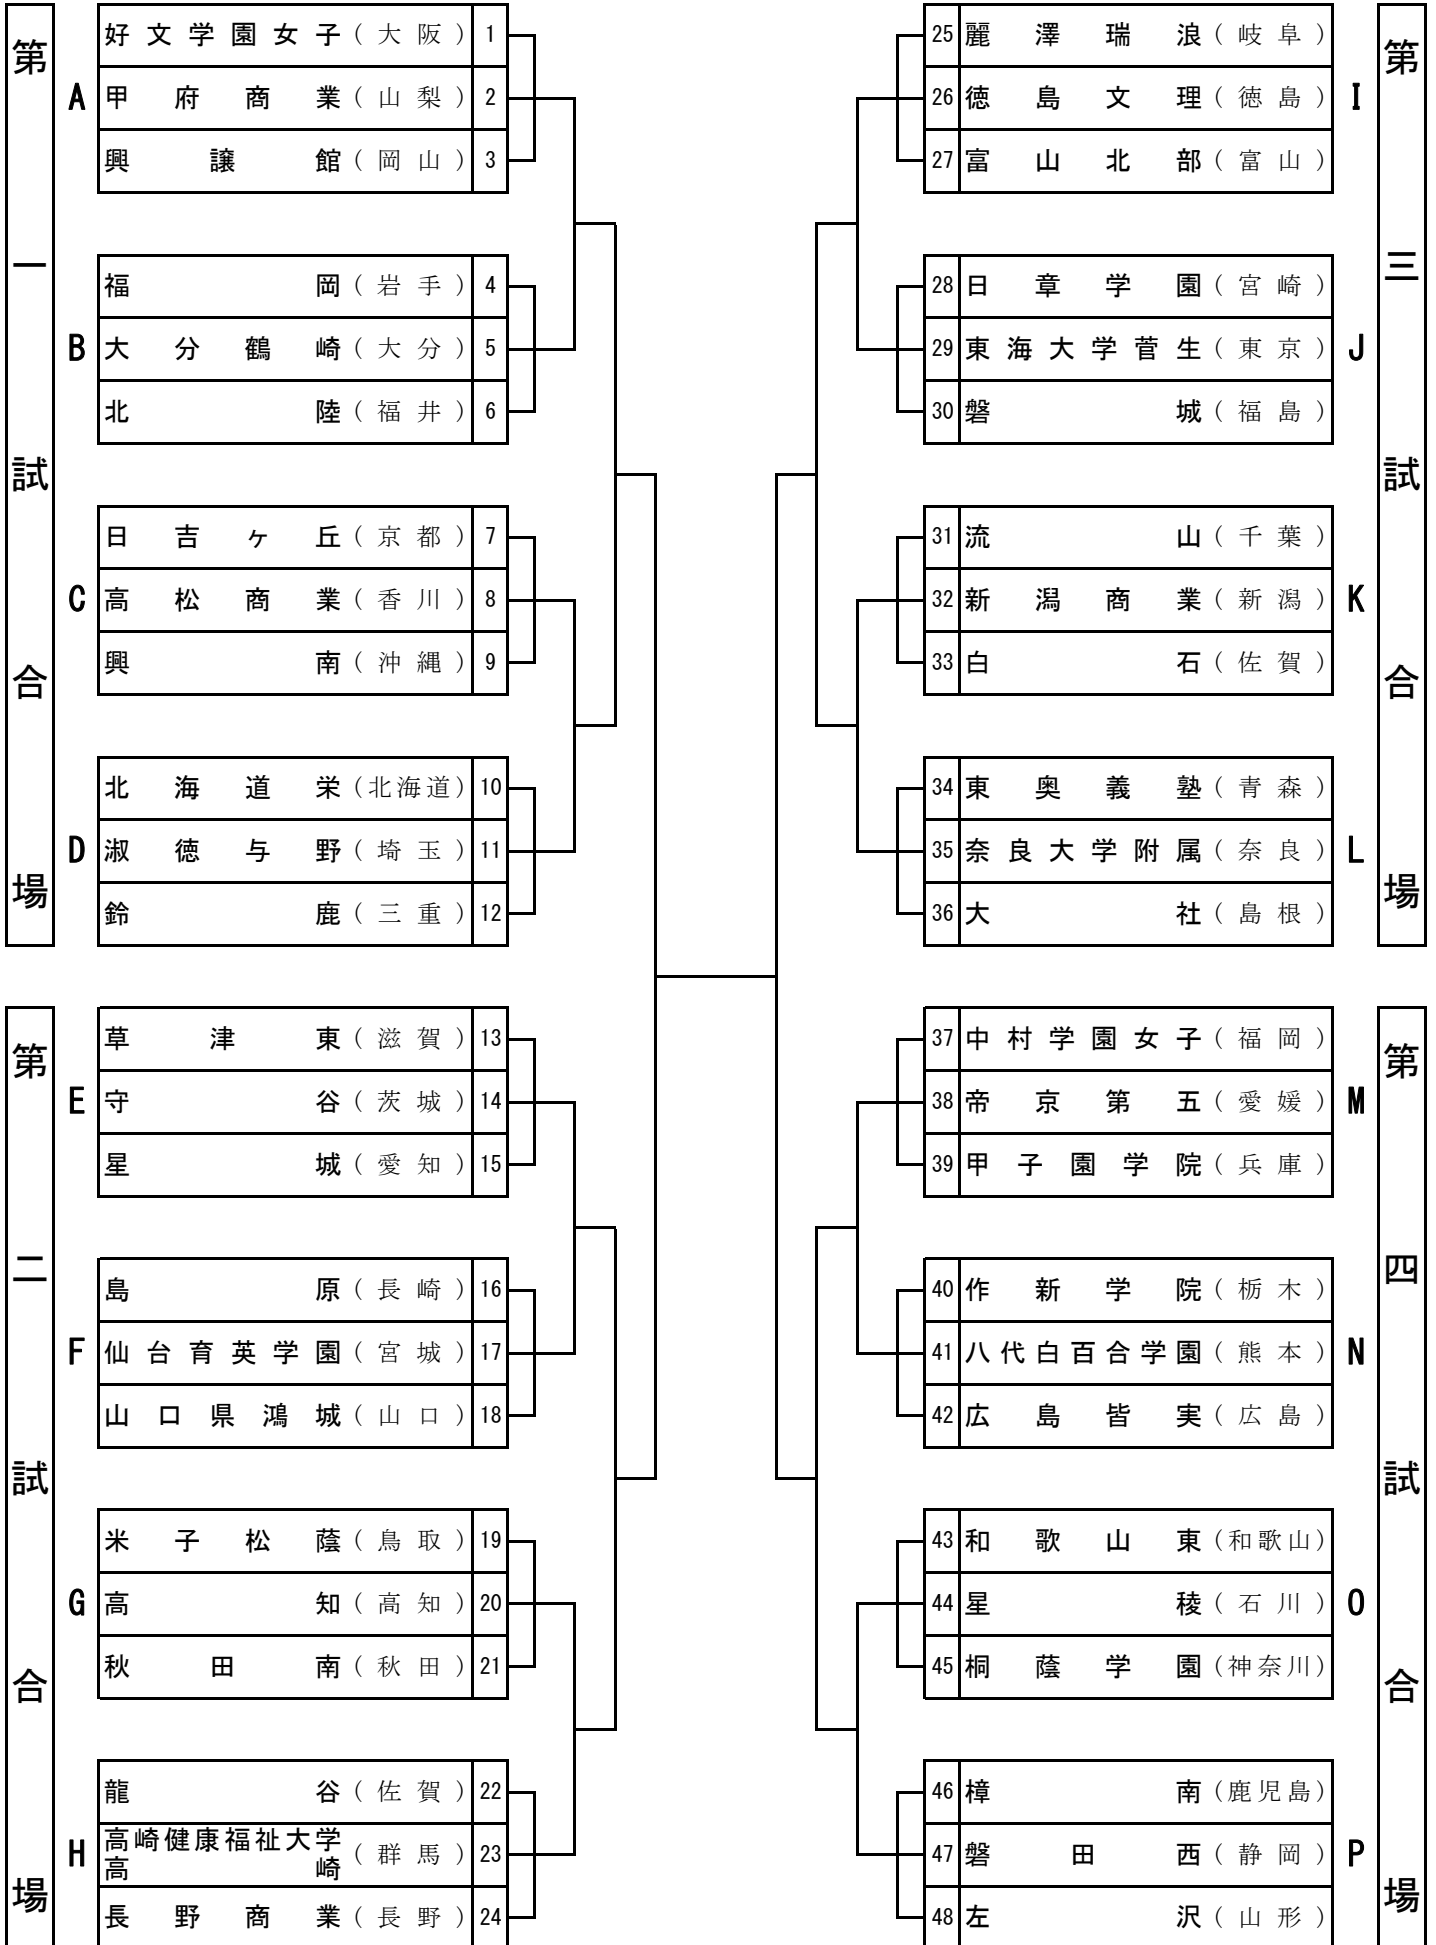 第一試合場
A
好文学園女子（大阪） 1
甲府商業（山梨） 2
興譲館（岡山） 3
B
福岡（岩手） 4
大分鶴崎（大分） 5
北陸（福井） 6
C
日吉ヶ丘（京都） 7
高松商業（香川） 8
興南（沖縄） 9
D
北海道栄（北海道） 10
淑徳与野（埼玉） 11
鈴鹿（三重） 12
第二試合場
E
草津東（滋賀） 13
守谷（茨城） 14
星城（愛知） 15
F
島原（長崎） 16
仙台育英学園（宮城） 17
山口県鴻城（山口） 18
G
米子松蔭（鳥取） 19
高知（高知） 20
秋田南（秋田） 21
H
龍谷（佐賀） 22
高崎健康福祉大学
高崎（群馬） 23
長野商業（長野） 24
第三試合場
I
25 麗澤瑞浪（岐阜）
26 徳島文理（徳島）
27 富山北部（富山）
J
28 日章学園（宮崎）
29 東海大学菅生（東京）
30 磐城（福島）
K
31 流山（千葉）
32 新潟商業（新潟）
33 白石（佐賀）
L
34 東奥義塾（青森）
35 奈良大学附属（奈良）
36 大社（島根）
第四試合場
M
37 中村学園女子（福岡）
38 帝京第五（愛媛）
39 甲子園学院（兵庫）
N
40 作新学院（栃木）
41 八代白百合学園（熊本）
42 広島皆実（広島）
O
43 和歌山東（和歌山）
44 星稜（石川）
45 桐蔭学園（神奈川）
P
46 樟南（鹿児島）
47 磐田西（静岡）
48 左沢（山形）